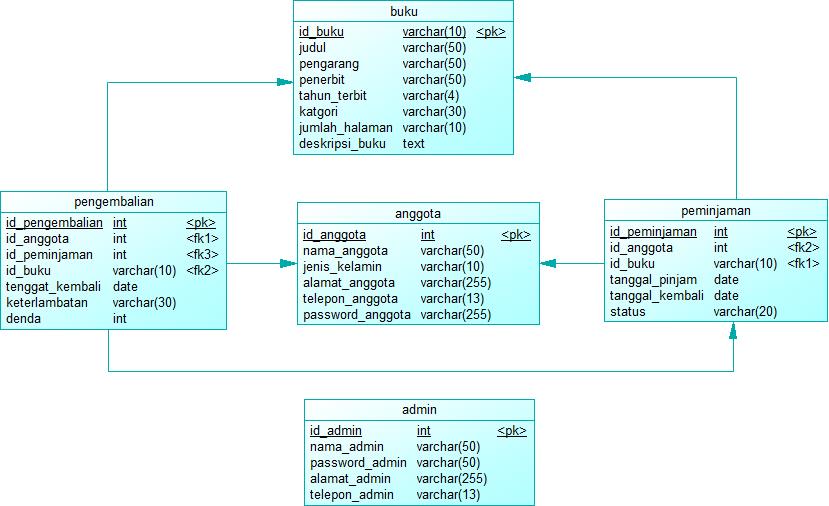 buku
id_buku varchar(10) <pk>
judul varchar(50)
pengarang varchar(50)
penerbit varchar(50)
tahun_terbit varchar(4)
katgori varchar(30)
jumlah_halaman varchar(10)
deskripsi_buku text
pengembalian
id_pengembalian int <pk>
id_anggota int <fk1>
id_peminjaman int <fk3>
id_buku varchar(10) <fk2>
tenggat_kembali date
keterlambatan varchar(30)
denda int
anggota
id_anggota int <pk>
nama_anggota varchar(50)
jenis_kelamin varchar(10)
alamat_anggota varchar(255)
telepon_anggota varchar(13)
password_anggota varchar(255)
peminjaman
id_peminjaman int <pk>
id_anggota int <fk2>
id_buku varchar(10) <fk1>
tanggal_pinjam date
tanggal_kembali date
status varchar(20)
admin
id_admin int <pk>
nama_admin varchar(50)
password_admin varchar(50)
alamat_admin varchar(255)
telepon_admin varchar(13)